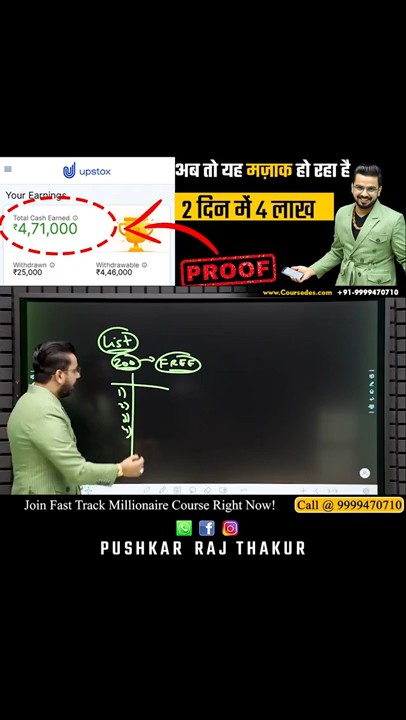 upstox
Your Earnings
Total Cash Earned
₹4,71,000
Withdrawn
₹25,000
Withdrawable
₹4,46,000
PROOF
अब तो यह मज़ाक हो रहा है
2 दिन में 4 लाख
www.Coursedes.com +91-9999470710
List
200 → FREE
Join Fast Track Millionaire Course Right Now!
Call @ 9999470710
PUSHKAR RAJ THAKUR